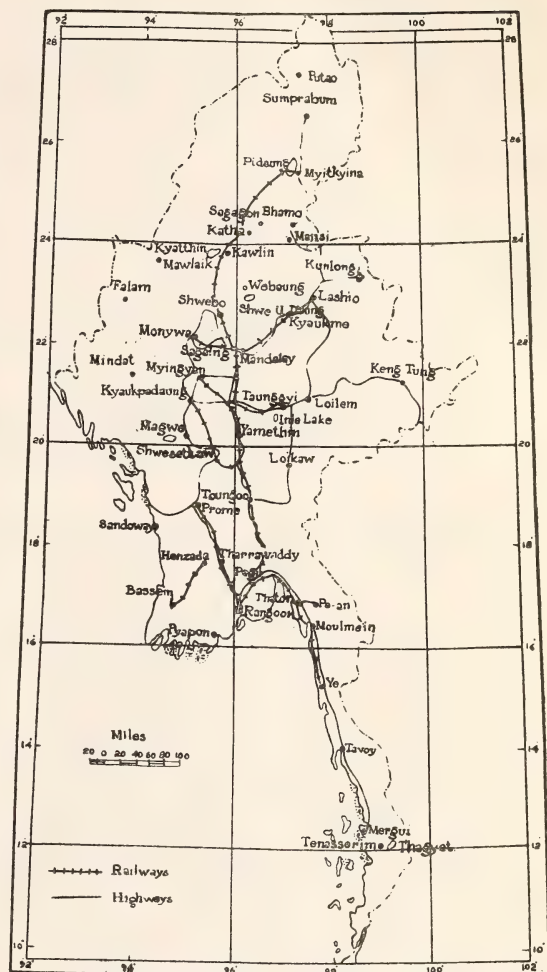 92 94 96 98 100 102
28 28
Putao
Sumprabum
26 26
Pidaung
Myitkyina
Sagagon Bhamo
Katha
24 24
Kyatthin
Kawlin
Mawlaik
Kunlong
Weboung
Falam
Lashio
Shwebo
Shwe U Daung
Kyaukme
Monywa
22 22
Sagaing
Mandalay
Mindat
Myingyan
Keng Tung
Kyaukpadaung
Taunggyi
Loilem
Inle Lake
Magwe
Yamethin
20 20
Shwesettaw
Loikaw
Toungoo
Prome
Sandoway
18 18
Henzada
Tharrawaddy
Pegu
Bassein
Thaton
Pa-an
Rangoon
Moulmein
Pyapon
16 16
Ye
Miles
20 0 20 40 60 80 100
Tavoy
14 14
Mergui
Tenasserim
Thagyet
12 12
Railways
Highways
10 10
92 94 96 98 100 102